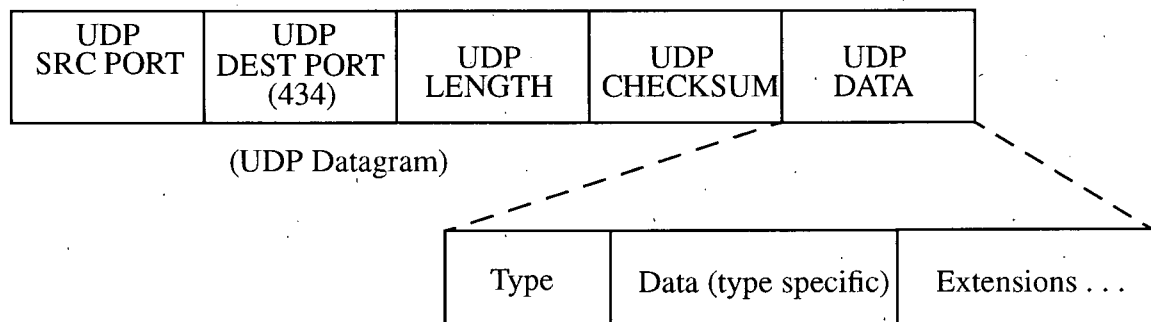 UDP
SRC PORT
UDP
DEST PORT
(434)
UDP
LENGTH
UDP
CHECKSUM
UDP
DATA
(UDP Datagram)
Type
Data (type specific)
Extensions . . .